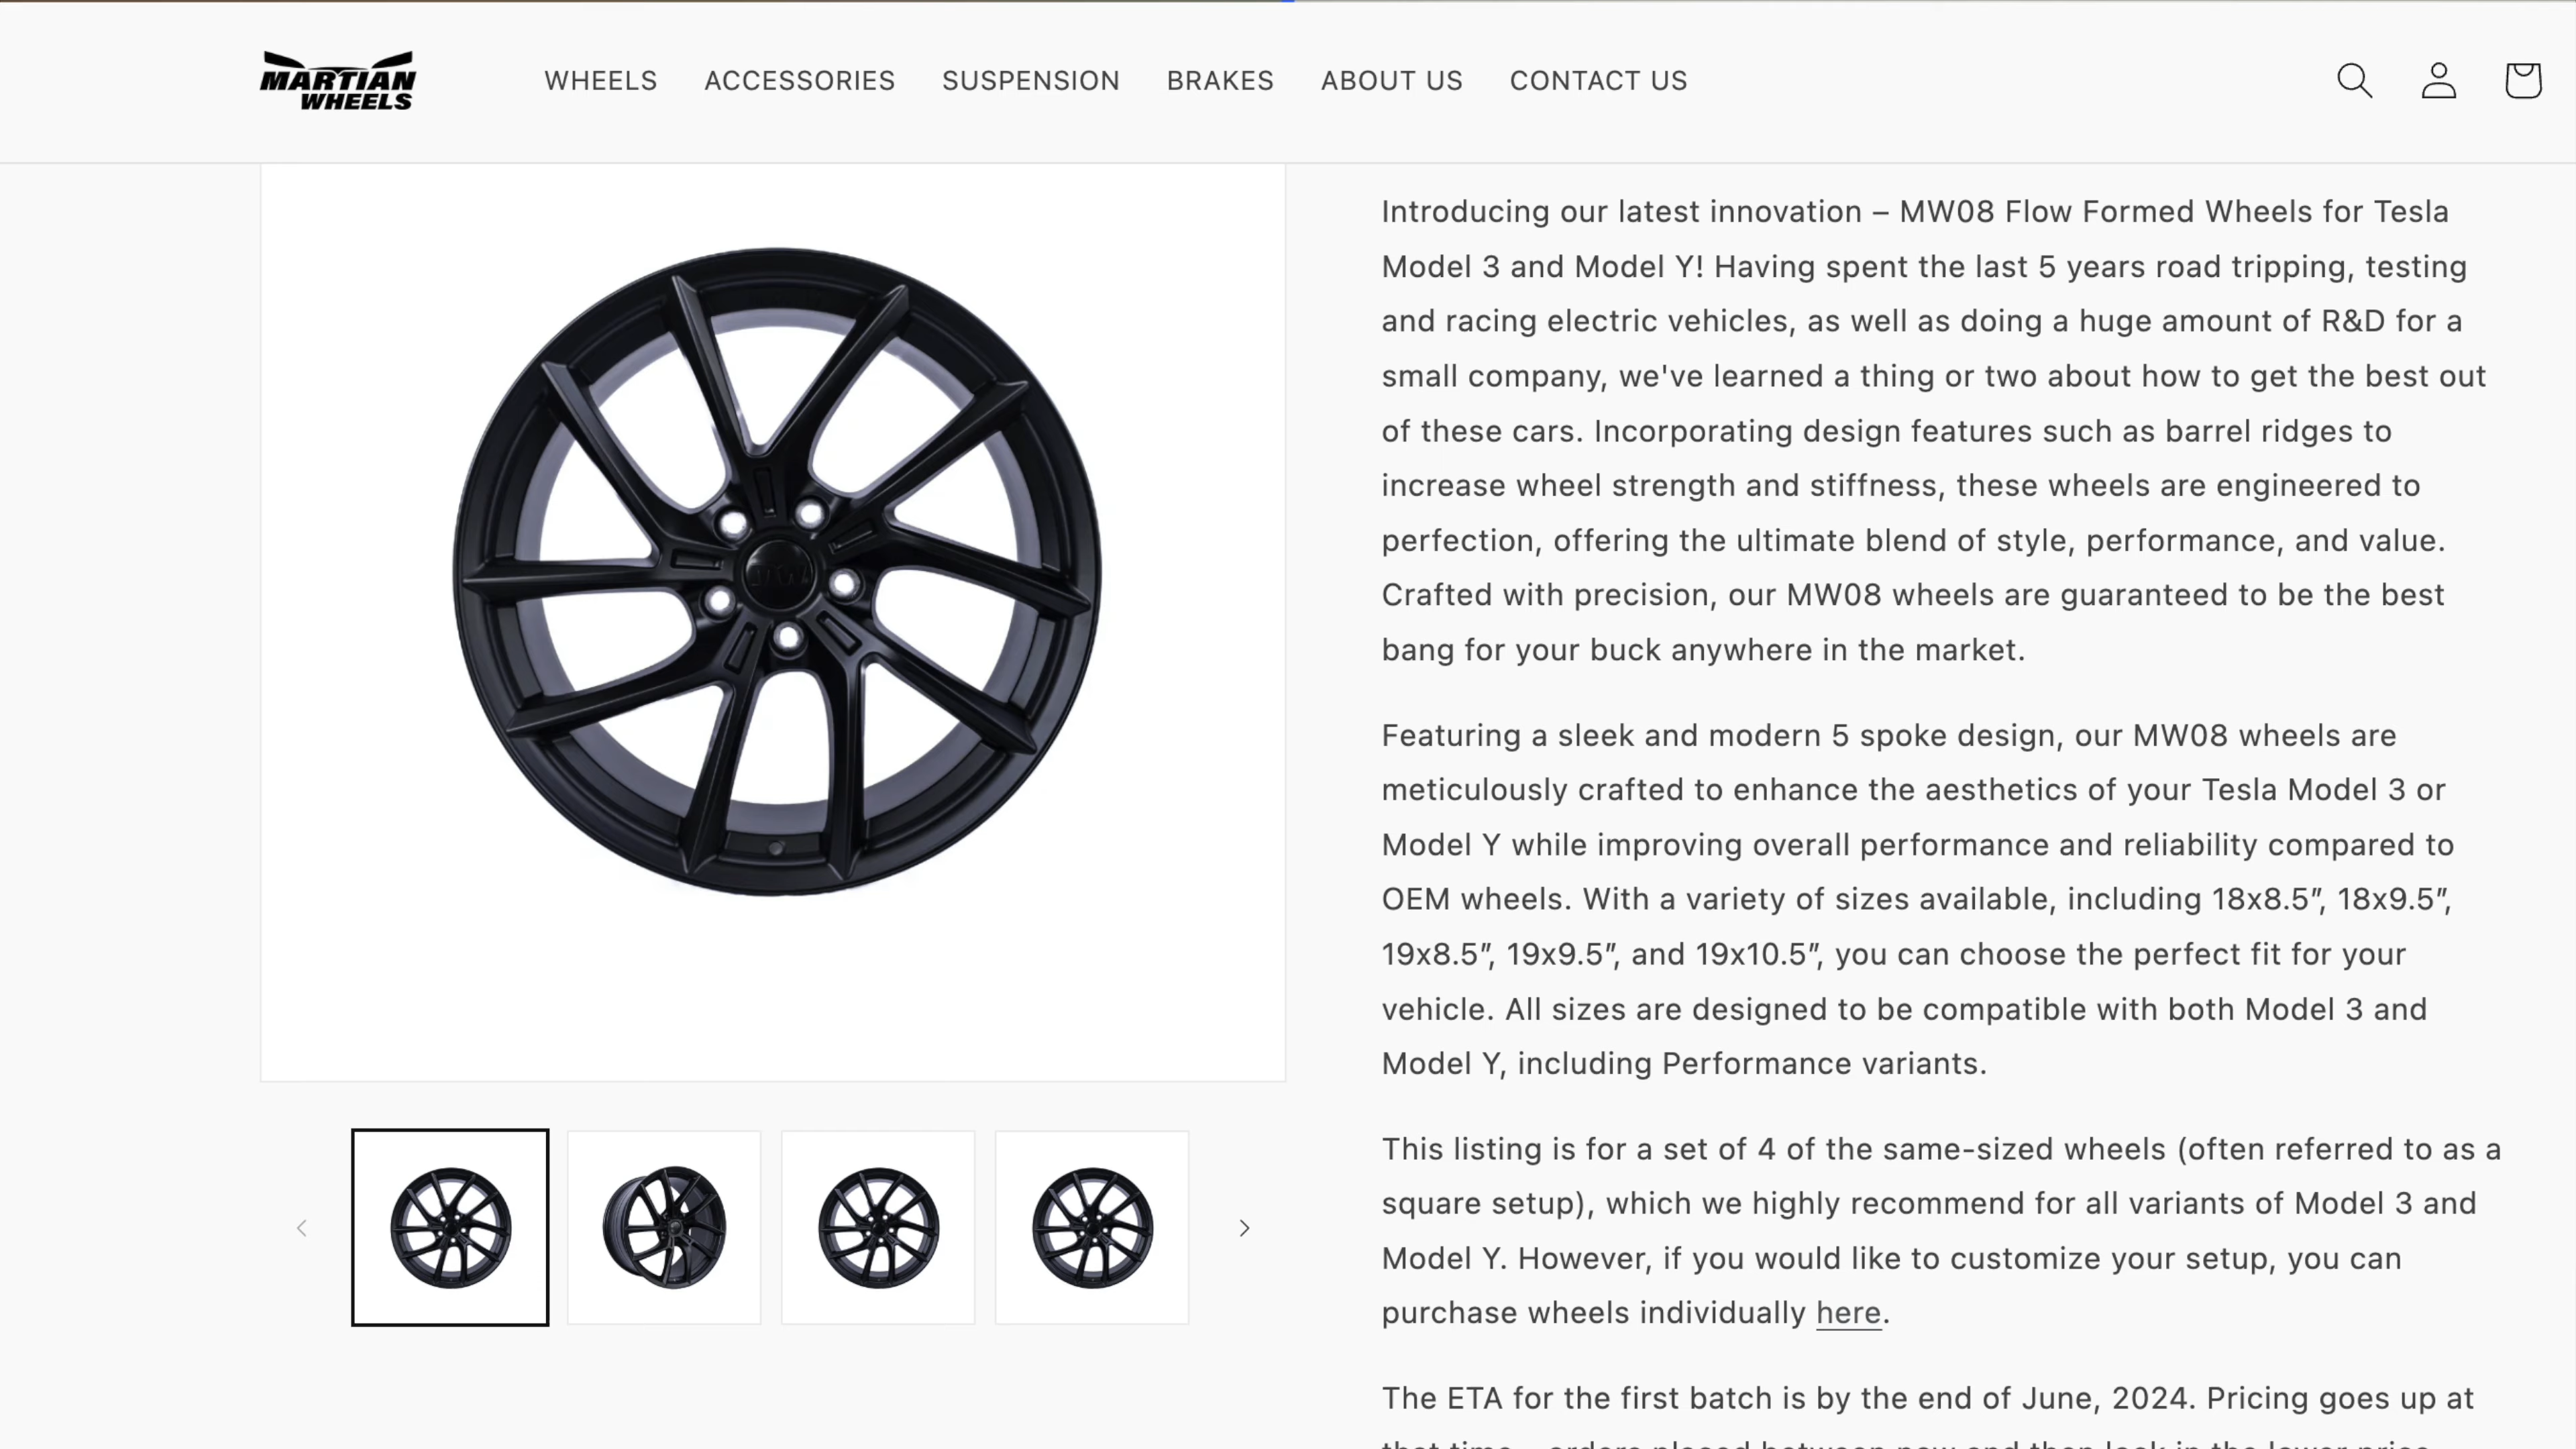 MARTIAN
WHEELS
WHEELS
ACCESSORIES
SUSPENSION
BRAKES
ABOUT US
CONTACT US
Introducing our latest innovation – MW08 Flow Formed Wheels for Tesla
Model 3 and Model Y! Having spent the last 5 years road tripping, testing
and racing electric vehicles, as well as doing a huge amount of R&D for a
small company, we've learned a thing or two about how to get the best out
of these cars. Incorporating design features such as barrel ridges to
increase wheel strength and stiffness, these wheels are engineered to
perfection, offering the ultimate blend of style, performance, and value.
Crafted with precision, our MW08 wheels are guaranteed to be the best
bang for your buck anywhere in the market.
Featuring a sleek and modern 5 spoke design, our MW08 wheels are
meticulously crafted to enhance the aesthetics of your Tesla Model 3 or
Model Y while improving overall performance and reliability compared to
OEM wheels. With a variety of sizes available, including 18x8.5″, 18x9.5″,
19x8.5″, 19x9.5″, and 19x10.5″, you can choose the perfect fit for your
vehicle. All sizes are designed to be compatible with both Model 3 and
Model Y, including Performance variants.
This listing is for a set of 4 of the same-sized wheels (often referred to as a
square setup), which we highly recommend for all variants of Model 3 and
Model Y. However, if you would like to customize your setup, you can
purchase wheels individually here.
The ETA for the first batch is by the end of June, 2024. Pricing goes up at